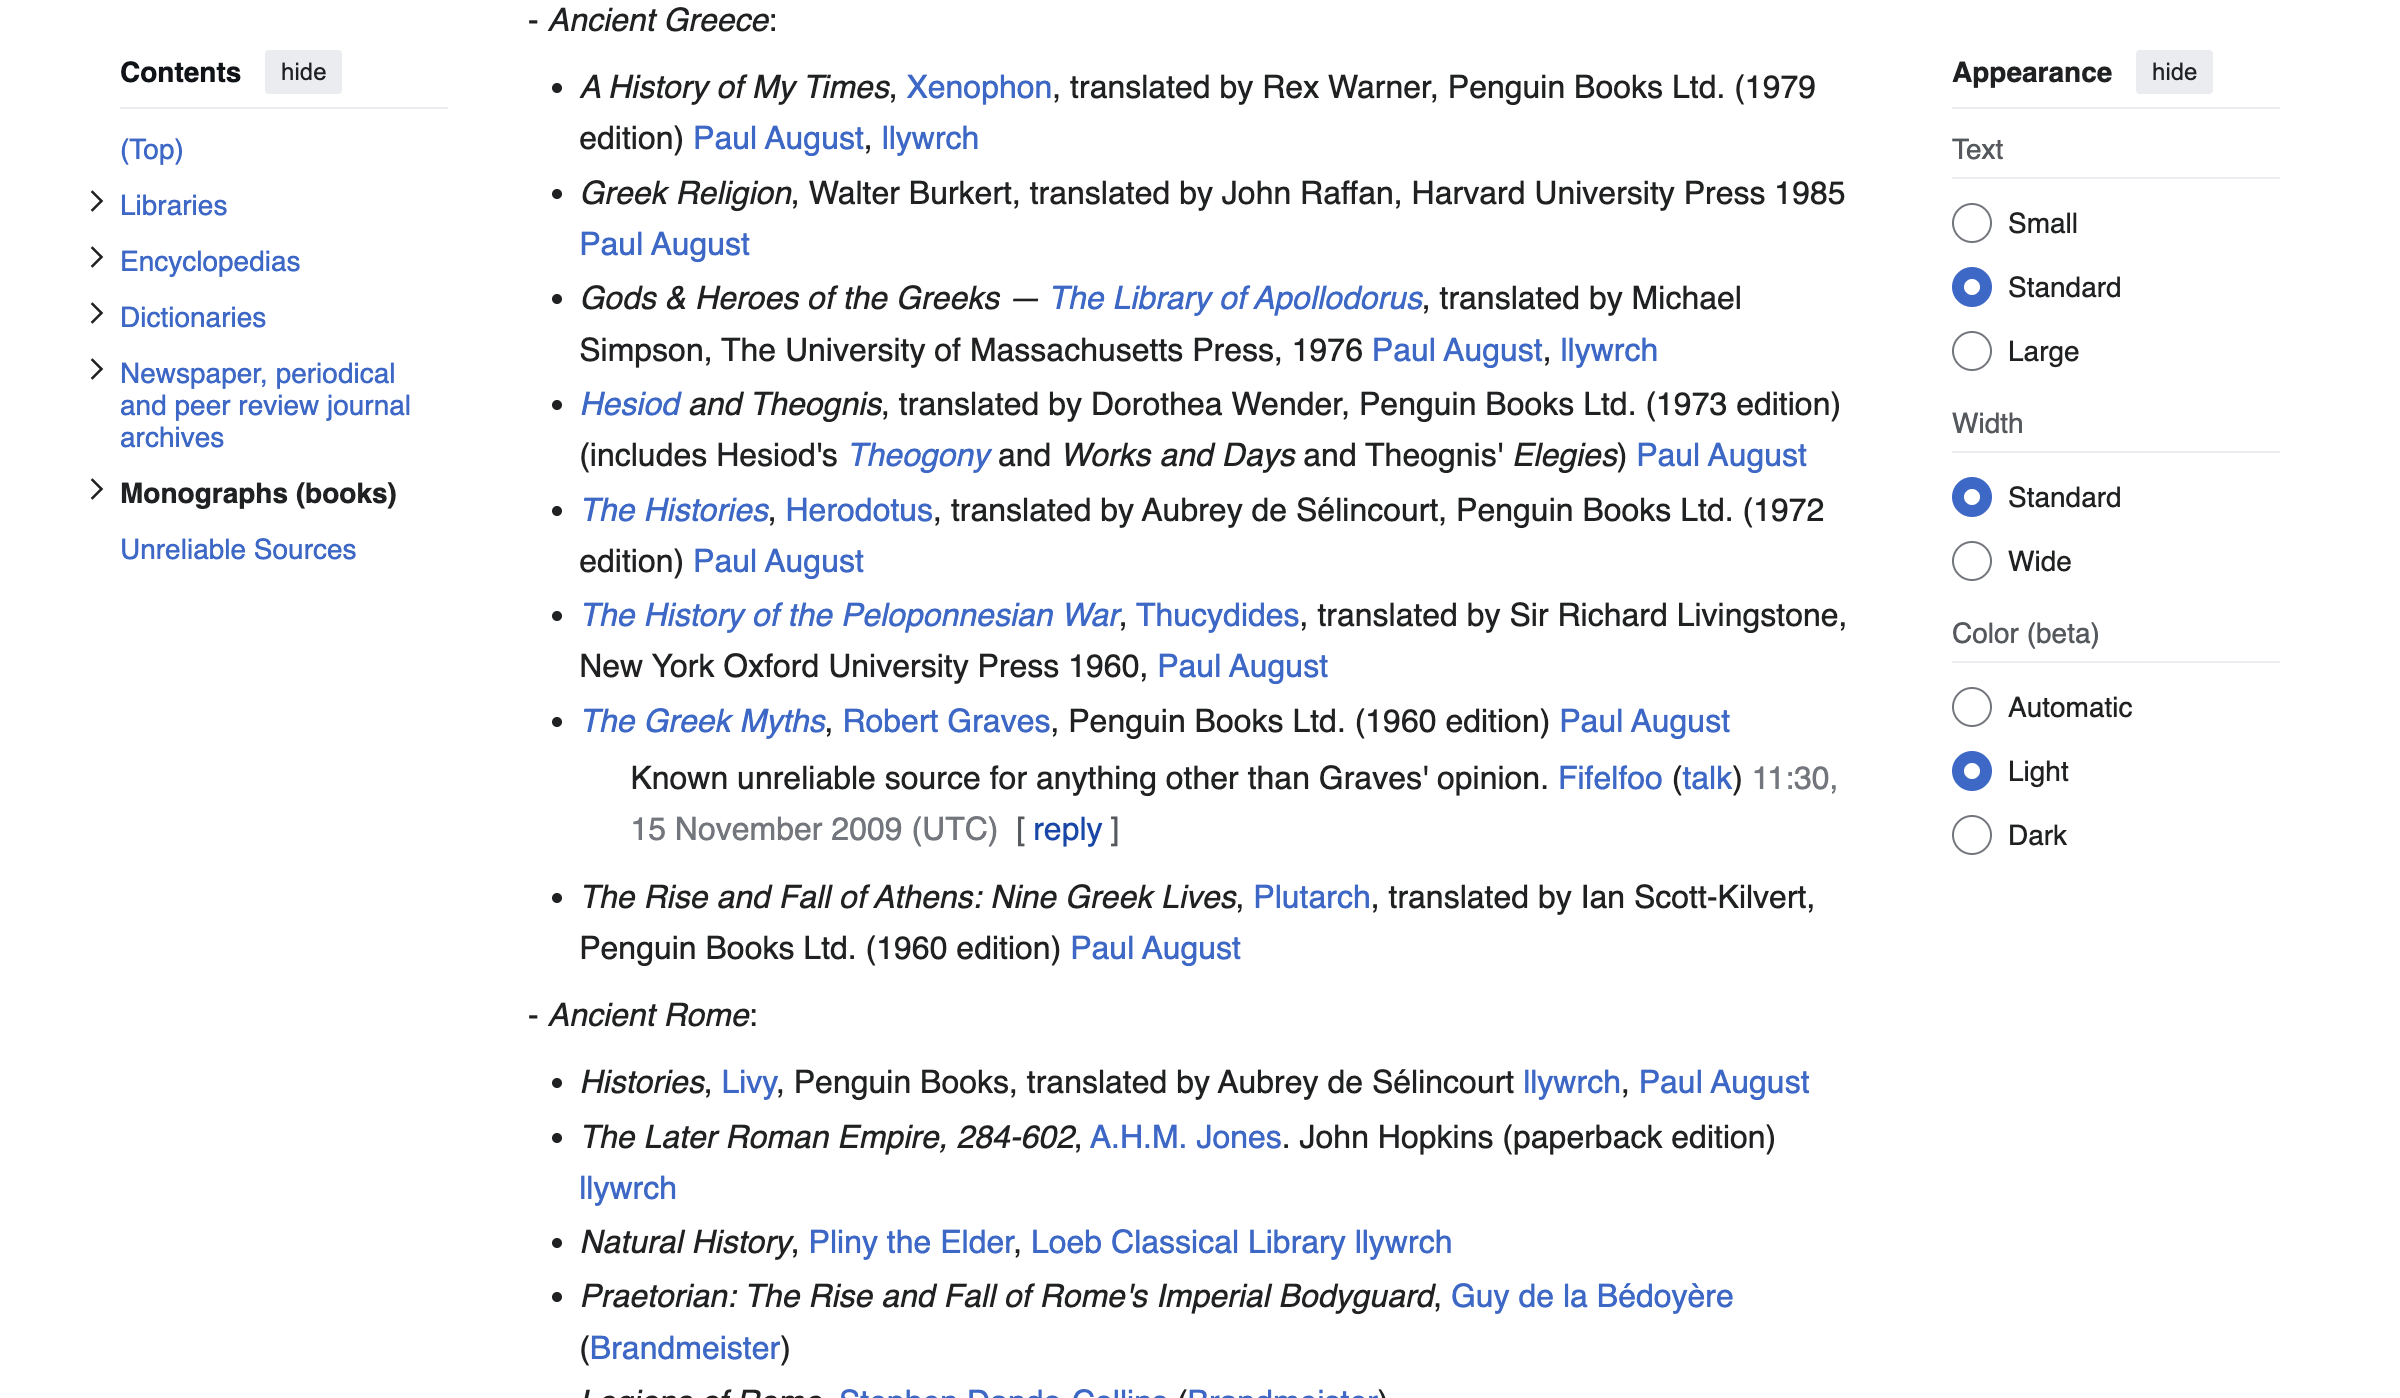 Contents hide
(Top)
Libraries
Encyclopedias
Dictionaries
Newspaper, periodical
and peer review journal
archives
Monographs (books)
Unreliable Sources
- Ancient Greece:
• A History of My Times, Xenophon, translated by Rex Warner, Penguin Books Ltd. (1979
edition) Paul August, llywrch
• Greek Religion, Walter Burkert, translated by John Raffan, Harvard University Press 1985
Paul August
• Gods & Heroes of the Greeks — The Library of Apollodorus, translated by Michael
Simpson, The University of Massachusetts Press, 1976 Paul August, llywrch
• Hesiod and Theognis, translated by Dorothea Wender, Penguin Books Ltd. (1973 edition)
(includes Hesiod's Theogony and Works and Days and Theognis' Elegies) Paul August
• The Histories, Herodotus, translated by Aubrey de Sélincourt, Penguin Books Ltd. (1972
edition) Paul August
• The History of the Peloponnesian War, Thucydides, translated by Sir Richard Livingstone,
New York Oxford University Press 1960, Paul August
• The Greek Myths, Robert Graves, Penguin Books Ltd. (1960 edition) Paul August
Known unreliable source for anything other than Graves' opinion. Fifelfoo (talk) 11:30,
15 November 2009 (UTC) [ reply ]
• The Rise and Fall of Athens: Nine Greek Lives, Plutarch, translated by Ian Scott-Kilvert,
Penguin Books Ltd. (1960 edition) Paul August
- Ancient Rome:
• Histories, Livy, Penguin Books, translated by Aubrey de Sélincourt llywrch, Paul August
• The Later Roman Empire, 284-602, A.H.M. Jones. John Hopkins (paperback edition)
llywrch
• Natural History, Pliny the Elder, Loeb Classical Library llywrch
• Praetorian: The Rise and Fall of Rome's Imperial Bodyguard, Guy de la Bédoyère
(Brandmeister)
Legions of Rome, Stephen Dando-Collins (Brandmeister)
Appearance hide
Text
Small
Standard
Large
Width
Standard
Wide
Color (beta)
Automatic
Light
Dark